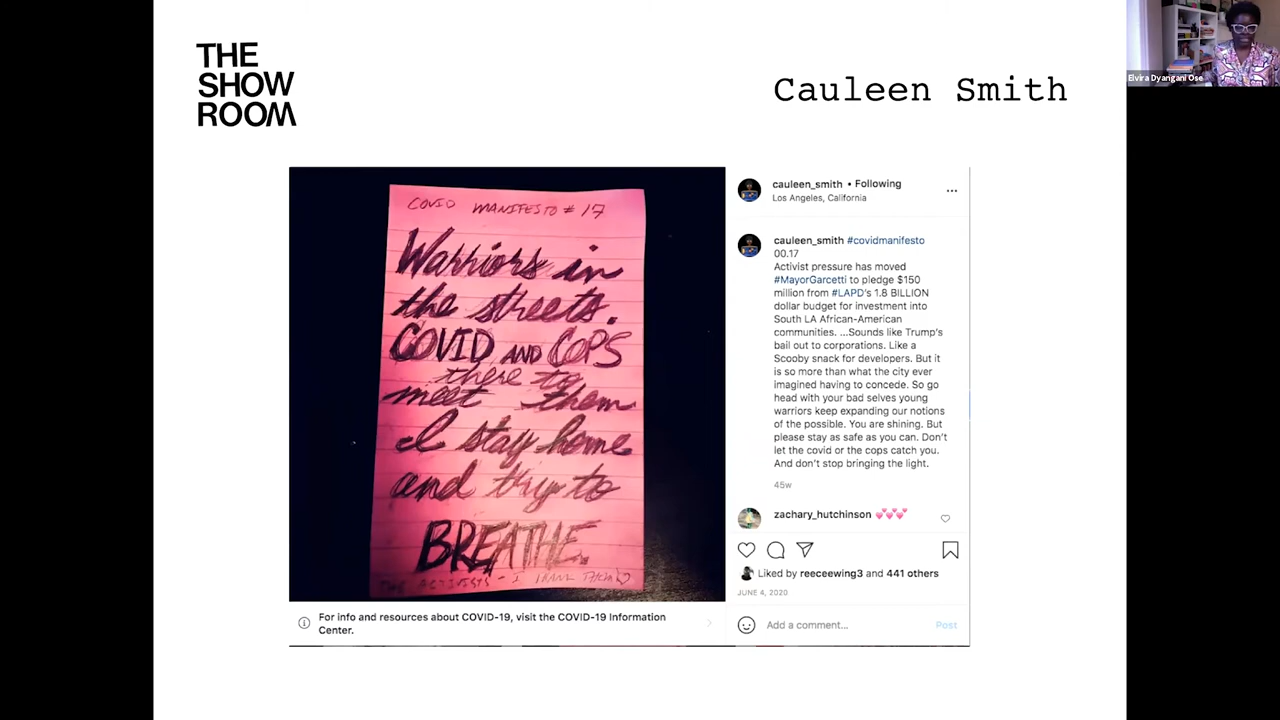 THE
SHOW
ROOM
Cauleen Smith
Elvira Dyangani Ose
COVID MANIFESTO # 17
Warriors in
the streets.
COVID AND COPS
there to
meet them
I stay home
and try to
BREATHE.
THE ACTIVISTS - I THANK THEM
cauleen_smith • Following
Los Angeles, California
cauleen_smith #covidmanifesto
00.17
Activist pressure has moved
#MayorGarcetti to pledge $150
million from #LAPD's 1.8 BILLION
dollar budget for investment into
South LA African-American
communities. ...Sounds like Trump's
bail out to corporations. Like a
Scooby snack for developers. But it
is so more than what the city ever
imagined having to concede. So go
head with your bad selves young
warriors keep expanding our notions
of the possible. You are shining. But
please stay as safe as you can. Don't
let the covid or the cops catch you.
And don't stop bringing the light.
45w
zachary_hutchinson 💕💕💕
Liked by reeceewing3 and 441 others
JUNE 4, 2020
Add a comment... Post
For info and resources about COVID-19, visit the COVID-19 Information
Center.